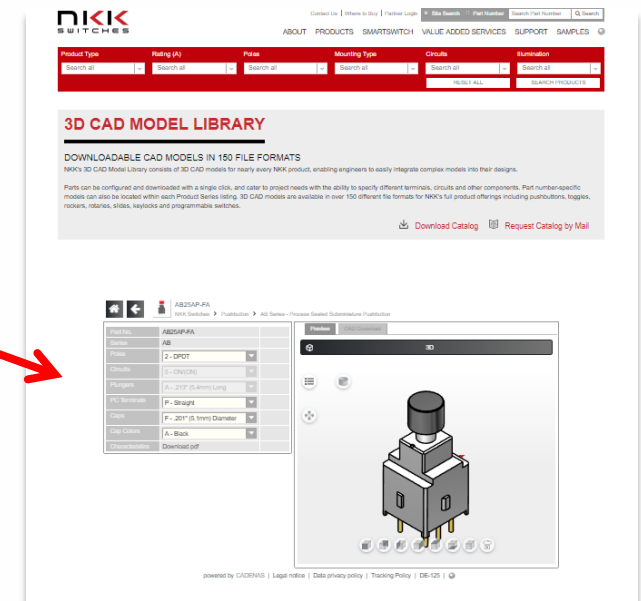 NKK
SWITCHES
Contact Us | Where to Buy | Partner Login
Site Search Part Number Search Part Number Search
ABOUT PRODUCTS SMARTSWITCH VALUE ADDED SERVICES SUPPORT SAMPLES
Product Type Rating (A) Poles Mounting Type Circuits Illumination
Search all Search all Search all Search all Search all Search all
RESET ALL SEARCH PRODUCTS
3D CAD MODEL LIBRARY
DOWNLOADABLE CAD MODELS IN 150 FILE FORMATS
NKK's 3D CAD Model Library consists of 3D CAD models for nearly every NKK product, enabling engineers to easily integrate complex models into their designs.
Parts can be configured and downloaded with a single click, and cater to project needs with the ability to specify different terminals, circuits and other components. Part number-specific
models can also be located within each Product Series listing. 3D CAD models are available in over 150 different file formats for NKK's full product offerings including pushbuttons, toggles,
rockers, rotaries, slides, keylocks and programmable switches.
Download Catalog Request Catalog by Mail
AB25AP-FA
NKK Switches > Pushbutton > AB Series - Process Sealed Subminiature Pushbutton
Part No. AB25AP-FA
Series AB
Poles 2 - DPDT
Circuits 5 - ON(ON)
Plungers A - .213" (5.4mm) Long
PC Terminals P - Straight
Caps F - .201" (5.1mm) Diameter
Cap Colors A - Black
Characteristics Download pdf
Preview CAD Download
3D
powered by CADENAS | Legal notice | Data privacy policy | Tracking Policy | DE-125 |